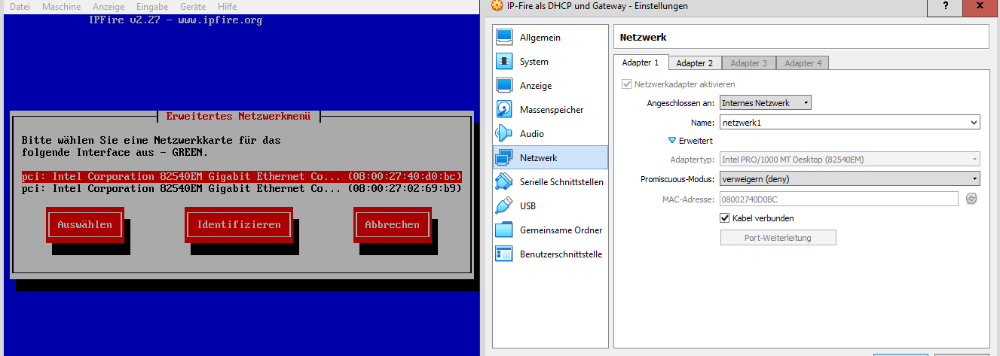 Datei Maschine Anzeige Eingabe Geräte Hilfe
IPFire v2.27 - www.ipfire.org
Erweitertes Netzwerkmenü
Bitte wählen Sie eine Netzwerkkarte für das
folgende Interface aus - GREEN.
pci: Intel Corporation 82540EM Gigabit Ethernet Co... (08:00:27:40:d0:bc)
pci: Intel Corporation 82540EM Gigabit Ethernet Co... (08:00:27:02:69:b9)
Auswählen Identifizieren Abbrechen
IP-Fire als DHCP und Gateway - Einstellungen
? x
Allgemein
System
Anzeige
Massenspeicher
Audio
Netzwerk
Serielle Schnittstellen
USB
Gemeinsame Ordner
Benutzerschnittstelle
Netzwerk
Adapter 1 Adapter 2 Adapter 3 Adapter 4
Netzwerkadapter aktivieren
Angeschlossen an: Internes Netzwerk
Name: netzwerk1
Erweitert
Adaptertyp: Intel PRO/1000 MT Desktop (82540EM)
Promiscuous-Modus: verweigern (deny)
MAC-Adresse: 08002740D0BC
Kabel verbunden
Port-Weiterleitung